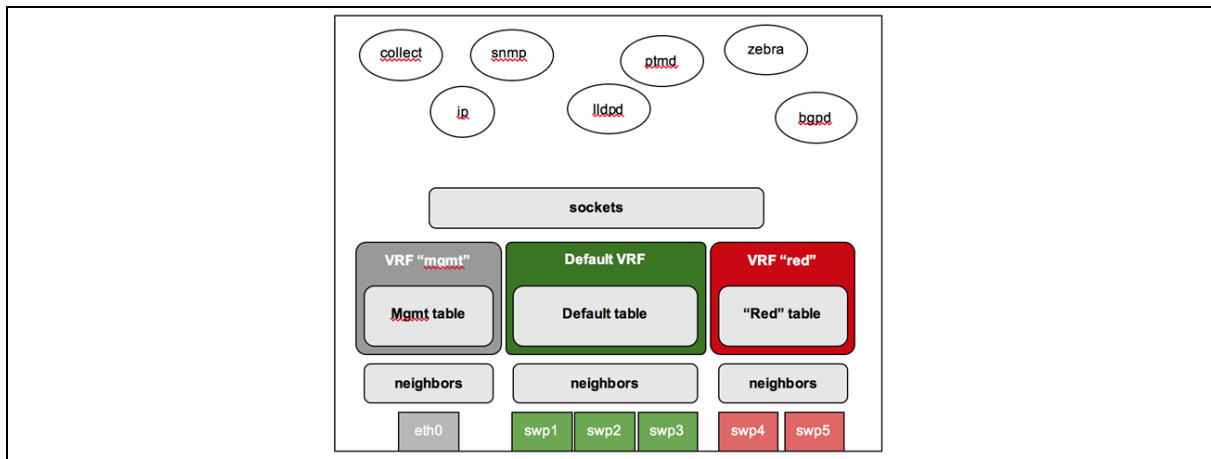 collect
snmp
ptmd
zebra
ip
lldpd
bgpd
sockets
VRF “mgmt”
Default VRF
VRF “red”
Mgmt table
Default table
“Red” table
neighbors
neighbors
neighbors
eth0
swp1
swp2
swp3
swp4
swp5